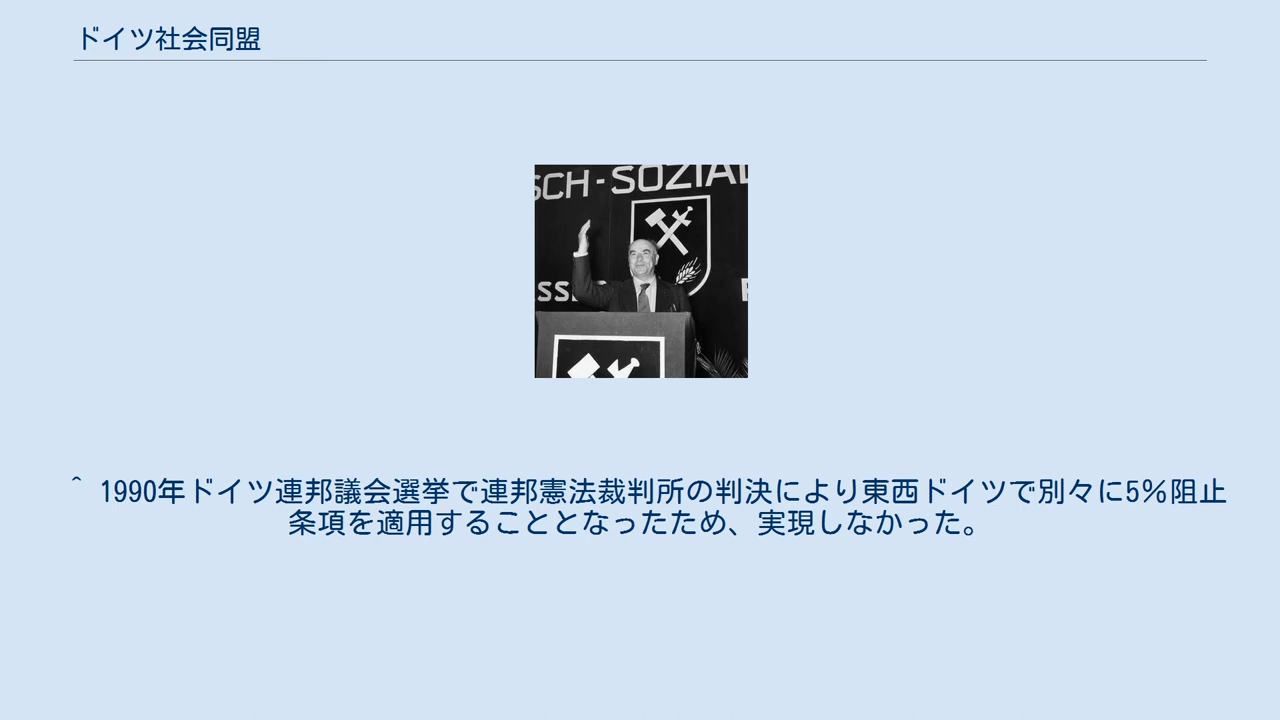 ドイツ社会同盟
SCH-SOZIAL
SS
^ 1990年ドイツ連邦議会選挙で連邦憲法裁判所の判決により東西ドイツで別々に5%阻止
条項を適用することとなったため、実現しなかった。